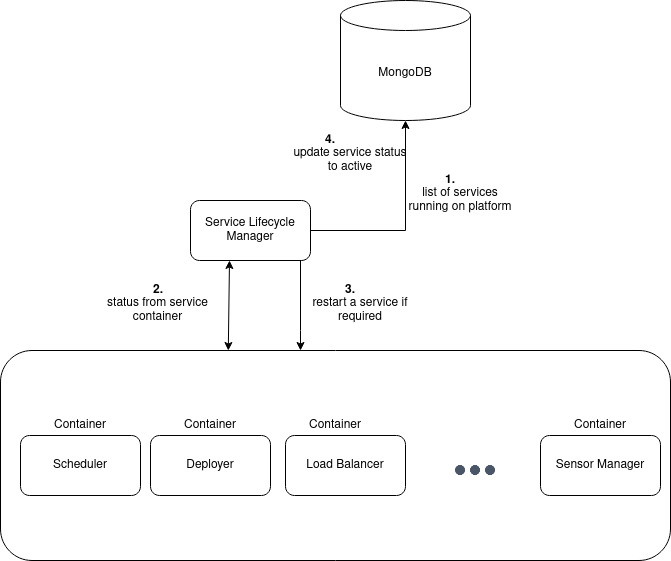 MongoDB
4.
update service status
to active
1.
list of services
running on platform
Service Lifecycle
Manager
2.
status from service
container
3.
restart a service if
required
Container
Container
Container
Container
Scheduler
Deployer
Load Balancer
Sensor Manager